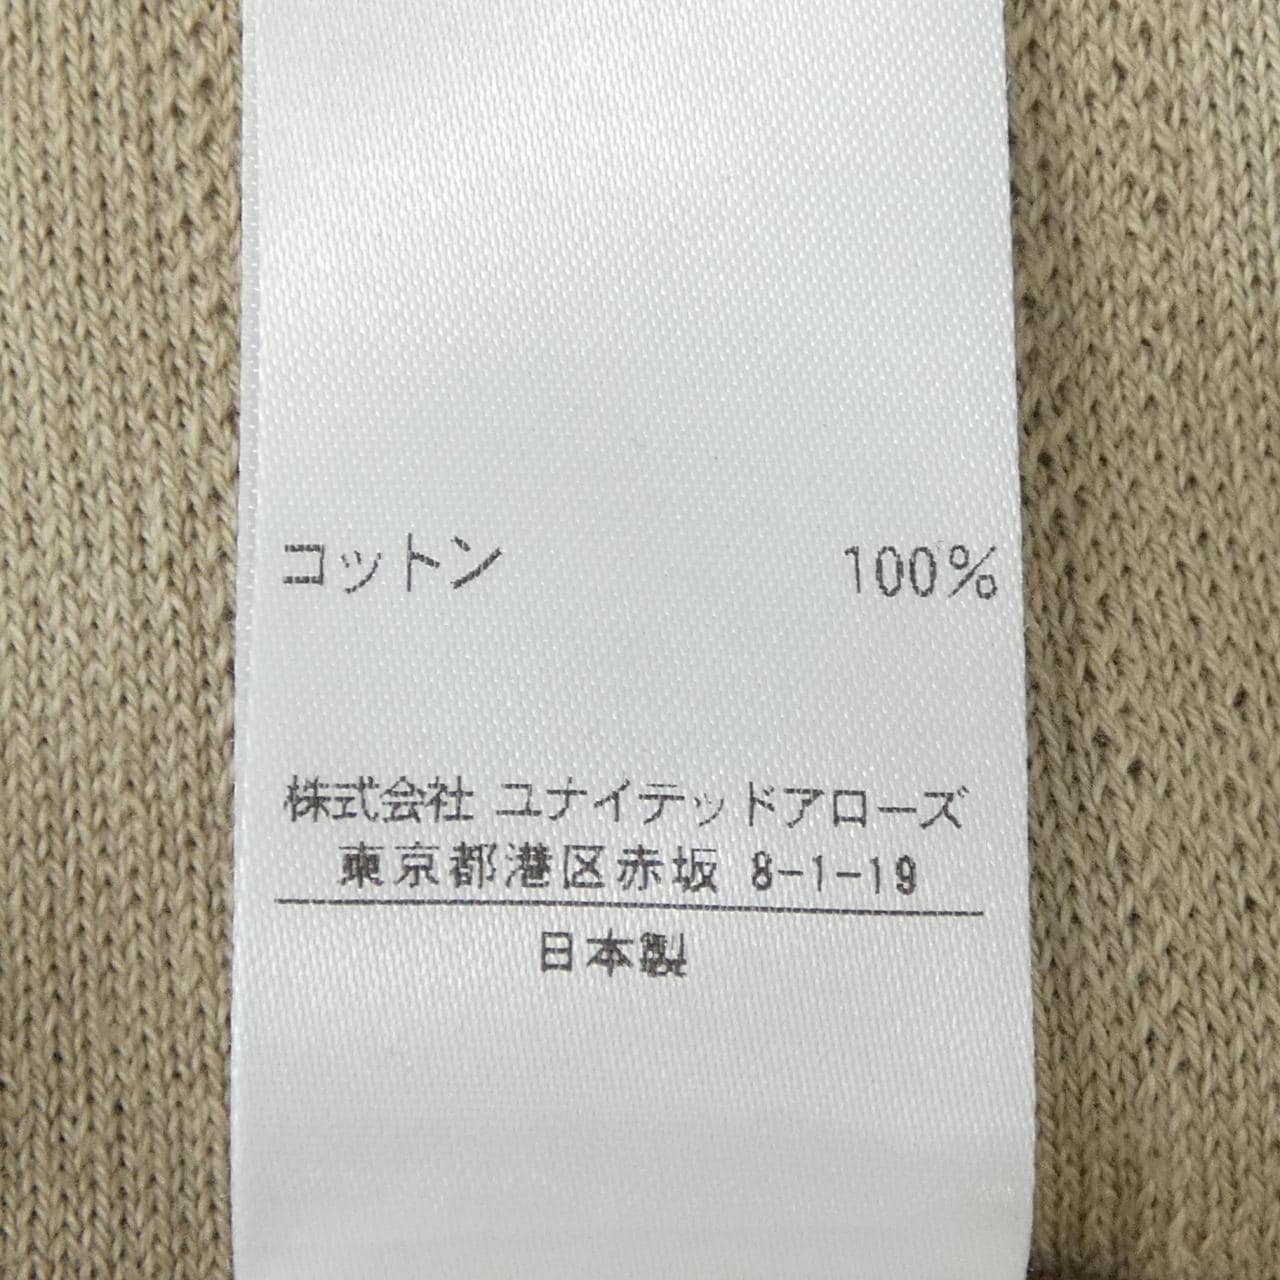 コットン 100%
株式会社 ユナイテッドアローズ
東京都港区赤坂 8-1-19
日本製